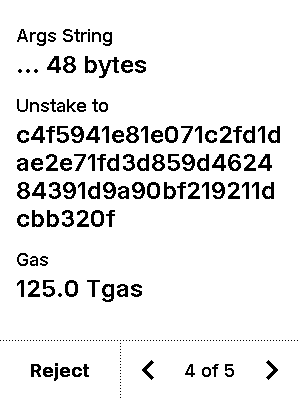 Args String
... 48 bytes
Unstake to
c4f5941e81e071c2fd1d
ae2e71fd3d859d4624
84391d9a90bf219211d
cbb320f
Gas
125.0 Tgas
Reject
4 of 5